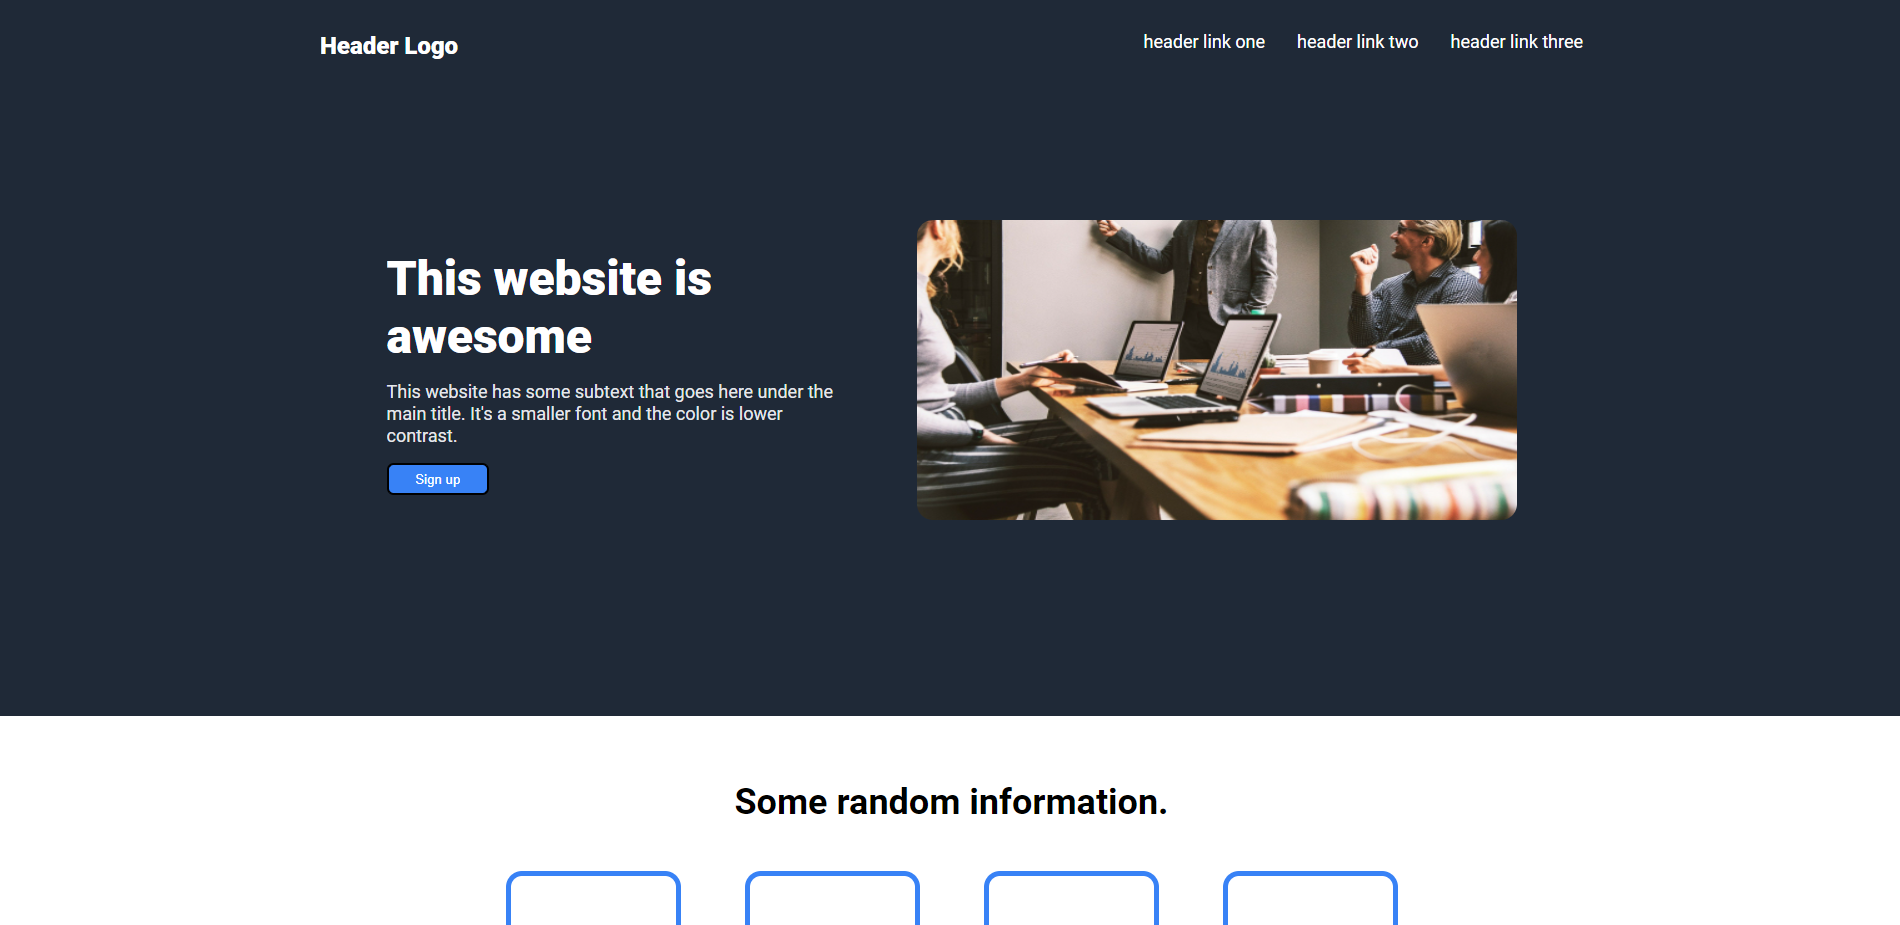 Header Logo
header link one
header link two
header link three
This website is
awesome
This website has some subtext that goes here under the
main title. It's a smaller font and the color is lower
contrast.
Sign up
Some random information.